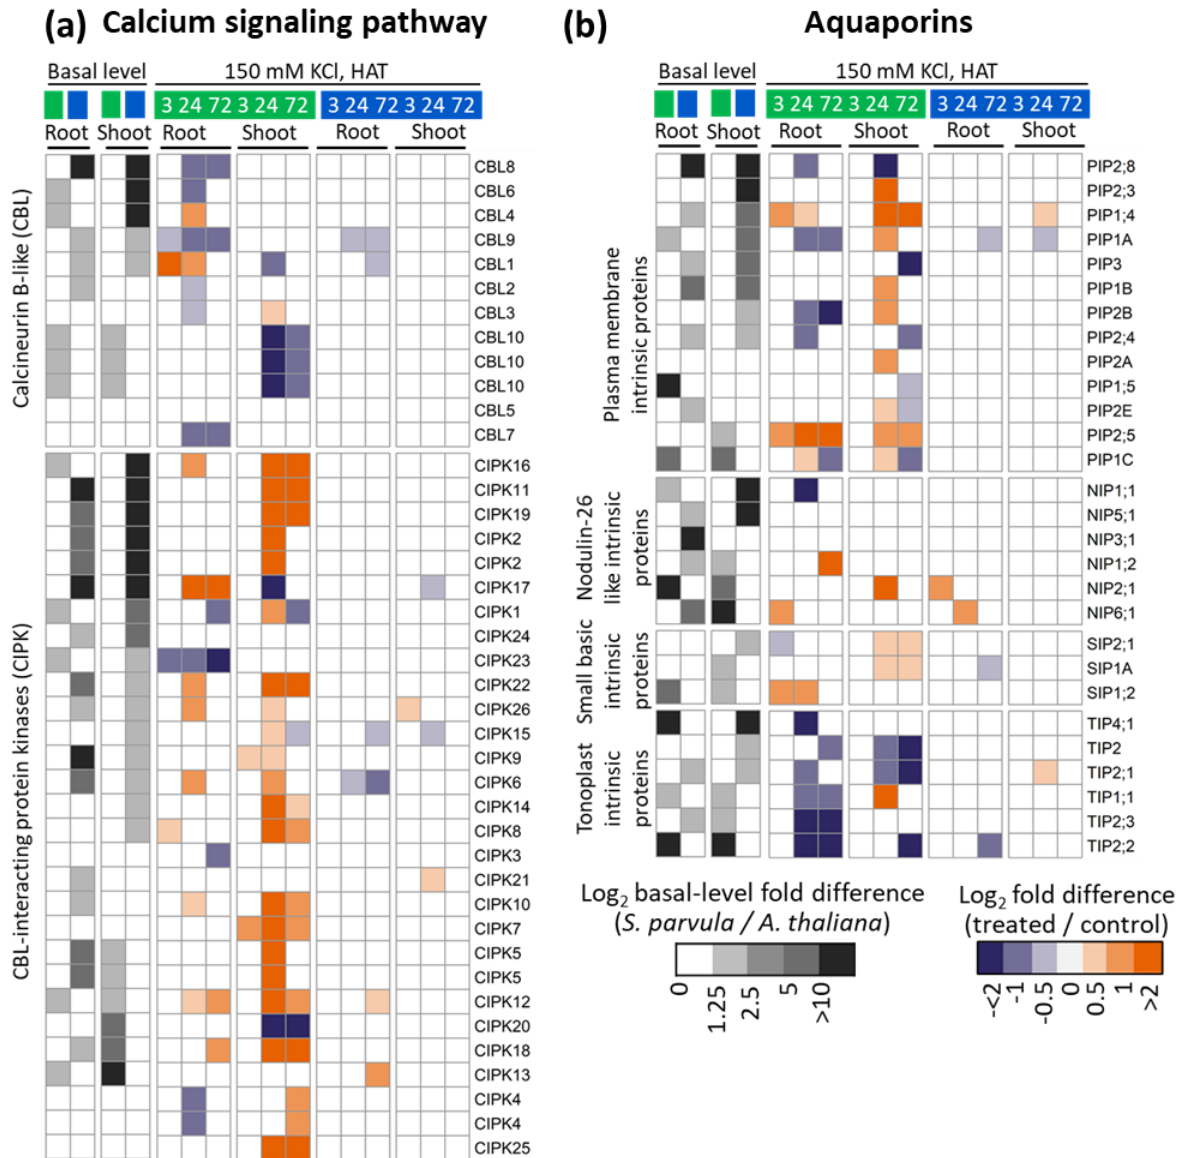 (a) Calcium signaling pathway
Basal level
150 mM KCl, HAT
3 24 72 3 24 72 3 24 72 3 24 72
Root Shoot Root Shoot Root Shoot
Calcineurin B-like (CBL)
CBL8
CBL6
CBL4
CBL9
CBL1
CBL2
CBL3
CBL10
CBL10
CBL10
CBL5
CBL7
CBL-interacting protein kinases (CIPK)
CIPK16
CIPK11
CIPK19
CIPK2
CIPK2
CIPK17
CIPK1
CIPK24
CIPK23
CIPK22
CIPK26
CIPK15
CIPK9
CIPK6
CIPK14
CIPK8
CIPK3
CIPK21
CIPK10
CIPK7
CIPK5
CIPK5
CIPK12
CIPK20
CIPK18
CIPK13
CIPK4
CIPK4
CIPK25
(b) Aquaporins
Basal level
150 mM KCl, HAT
3 24 72 3 24 72 3 24 72 3 24 72
Root Shoot Root Shoot Root Shoot
Plasma membrane
intrinsic proteins
PIP2;8
PIP2;3
PIP1;4
PIP1A
PIP3
PIP1B
PIP2B
PIP2;4
PIP2A
PIP1;5
PIP2E
PIP2;5
PIP1C
Nodulin-26
like intrinsic
proteins
NIP1;1
NIP5;1
NIP3;1
NIP1;2
NIP2;1
NIP6;1
Small basic
intrinsic
proteins
SIP2;1
SIP1A
SIP1;2
Tonoplast
intrinsic
proteins
TIP4;1
TIP2
TIP2;1
TIP1;1
TIP2;3
TIP2;2
Log2 basal-level fold difference
(S. parvula / A. thaliana)
0
1.25
2.5
5
>10
Log2 fold difference
(treated / control)
-<2
-1
-0.5
0
0.5
1
>2